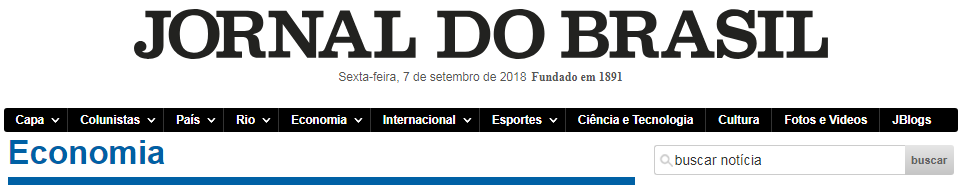 JORNAL DO BRASIL
Sexta-feira, 7 de setembro de 2018 Fundado em 1891
Capa Colunistas País Rio Economia Internacional Esportes Ciência e Tecnologia Cultura Fotos e Videos JBlogs
Economia
buscar notícia buscar